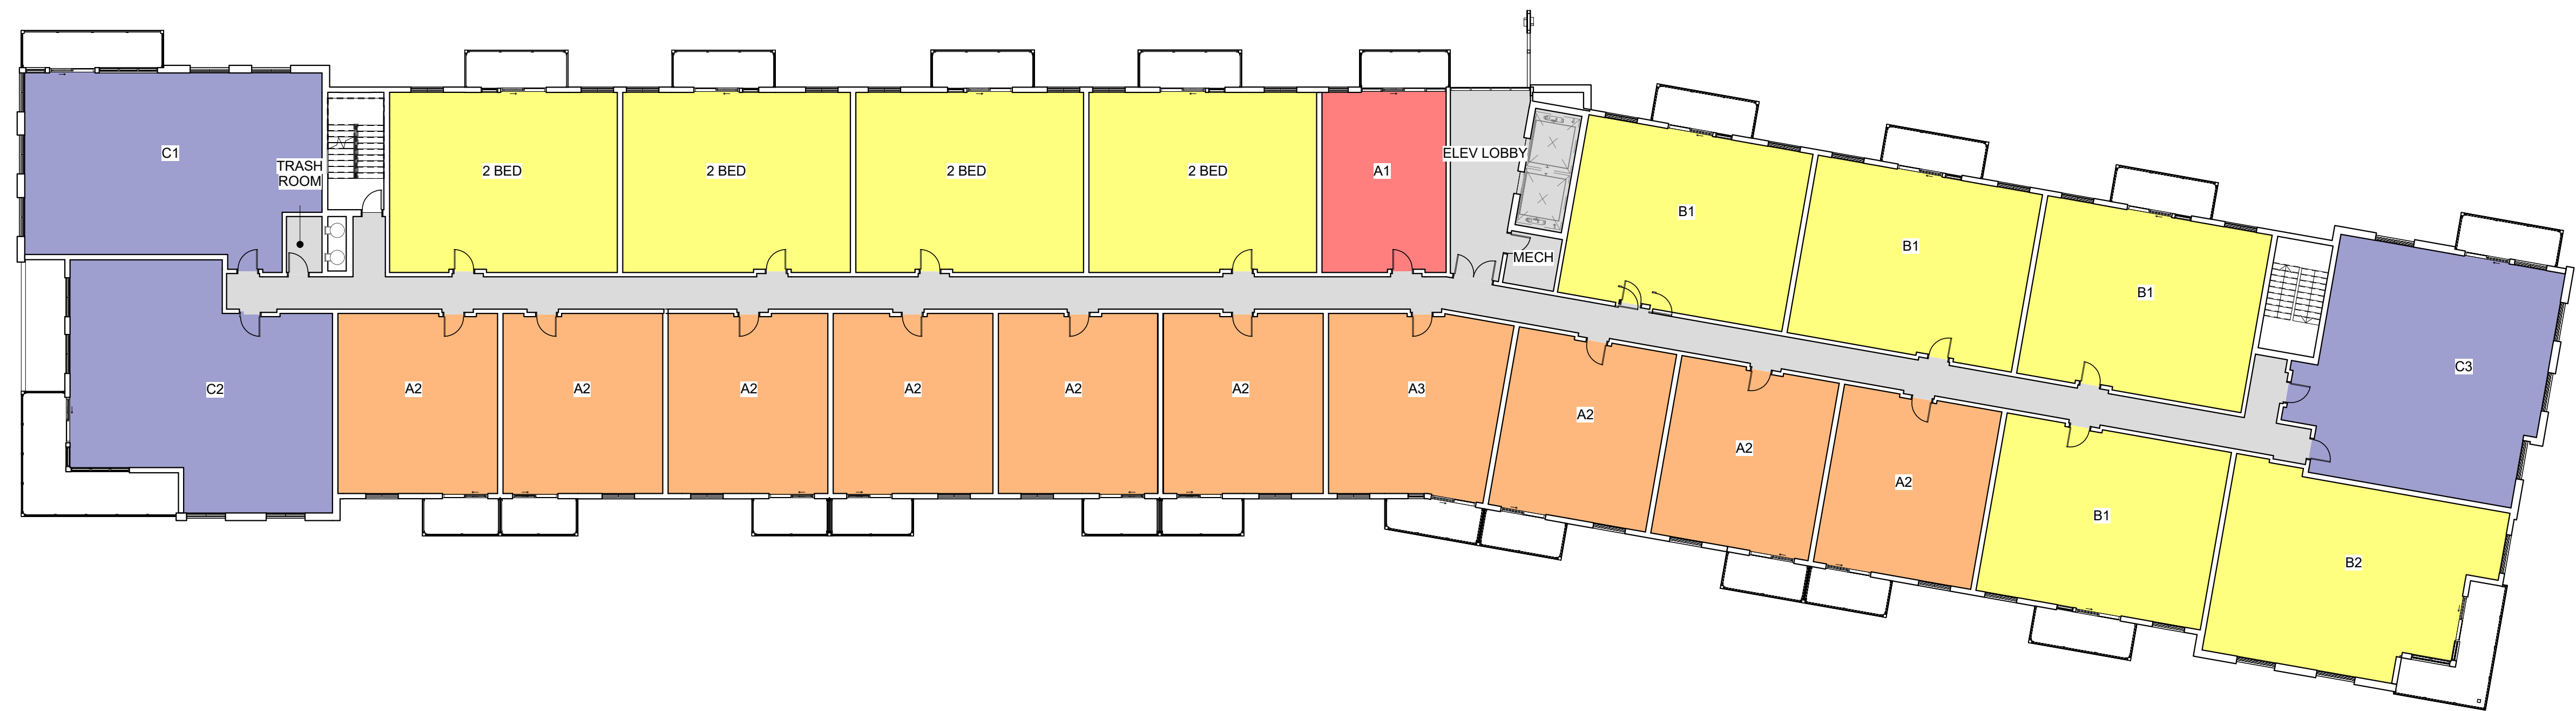 C1
TRASH
ROOM
2 BED
2 BED
2 BED
2 BED
A1
ELEV LOBBY
MECH
B1
B1
B1
C3
C2
A2
A2
A2
A2
A2
A2
A3
A2
A2
A2
B1
B2